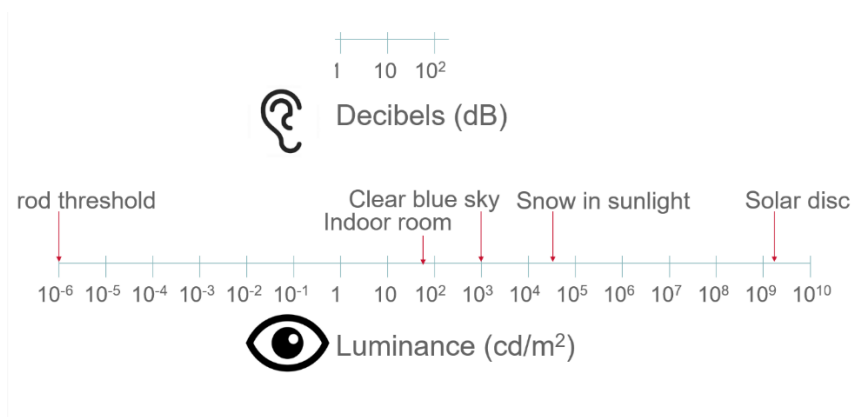 1 10 10²
Decibels (dB)
rod threshold Clear blue sky Snow in sunlight Solar disc
Indoor room
10⁻⁶ 10⁻⁵ 10⁻⁴ 10⁻³ 10⁻² 10⁻¹ 1 10 10² 10³ 10⁴ 10⁵ 10⁶ 10⁷ 10⁸ 10⁹ 10¹⁰
Luminance (cd/m²)